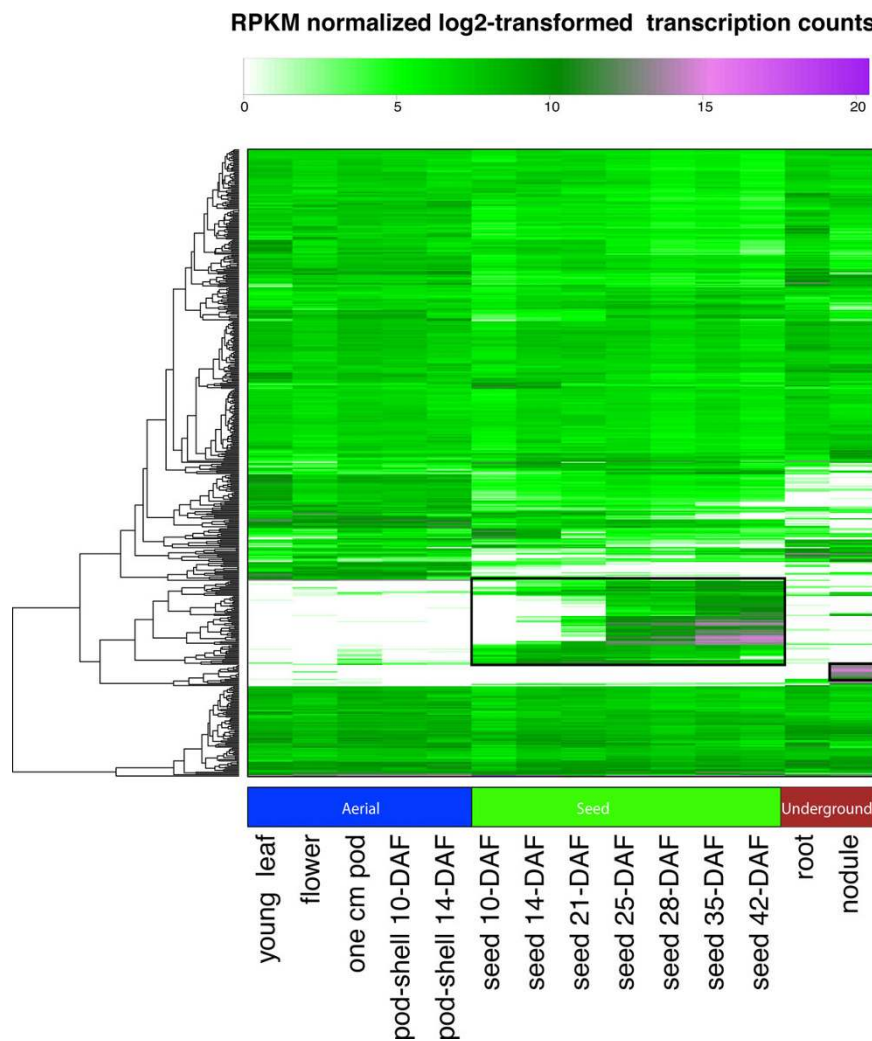 RPKM normalized log2-transformed transcription counts
0 5 10 15 20
Aerial Seed Underground
young leaf
flower
one cm pod
pod-shell 10-DAF
pod-shell 14-DAF
seed 10-DAF
seed 14-DAF
seed 21-DAF
seed 25-DAF
seed 28-DAF
seed 35-DAF
seed 42-DAF
root
nodule